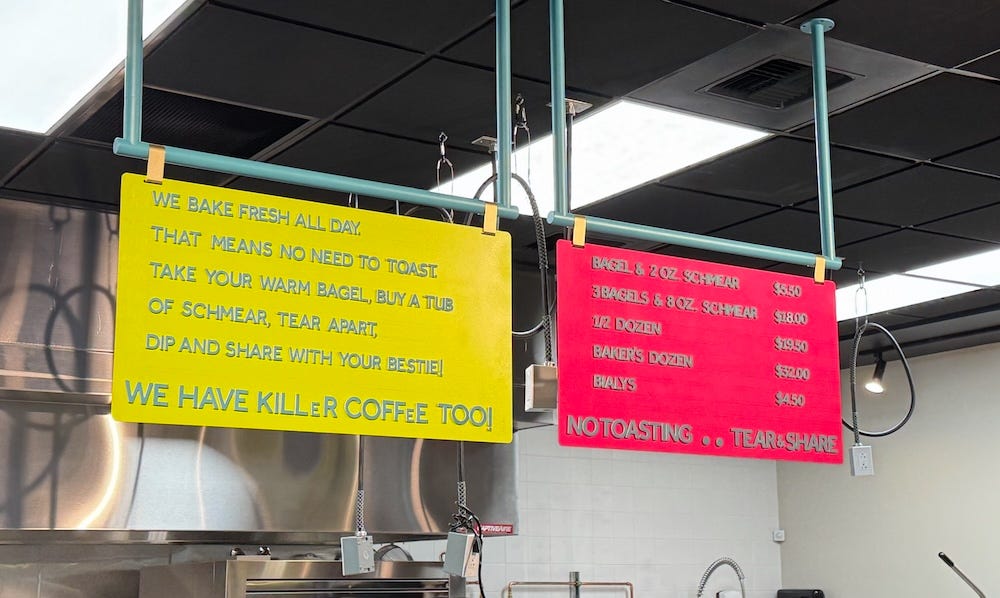 WE BAKE FRESH ALL DAY.
THAT MEANS NO NEED TO TOAST.
TAKE YOUR WARM BAGEL, BUY A TUB
OF SCHMEAR, TEAR APART,
DIP AND SHARE WITH YOUR BESTIE!
WE HAVE KILLeR COFFeE TOO!
BAGEL & 2 OZ. SCHMEAR $5.50
3 BAGELS & 8 OZ. SCHMEAR $18.00
1/2 DOZEN $19.50
BAKER'S DOZEN $32.00
BIALYS $4.50
NO TOASTING .. TEAR & SHARE
CAPTIVEAIRE